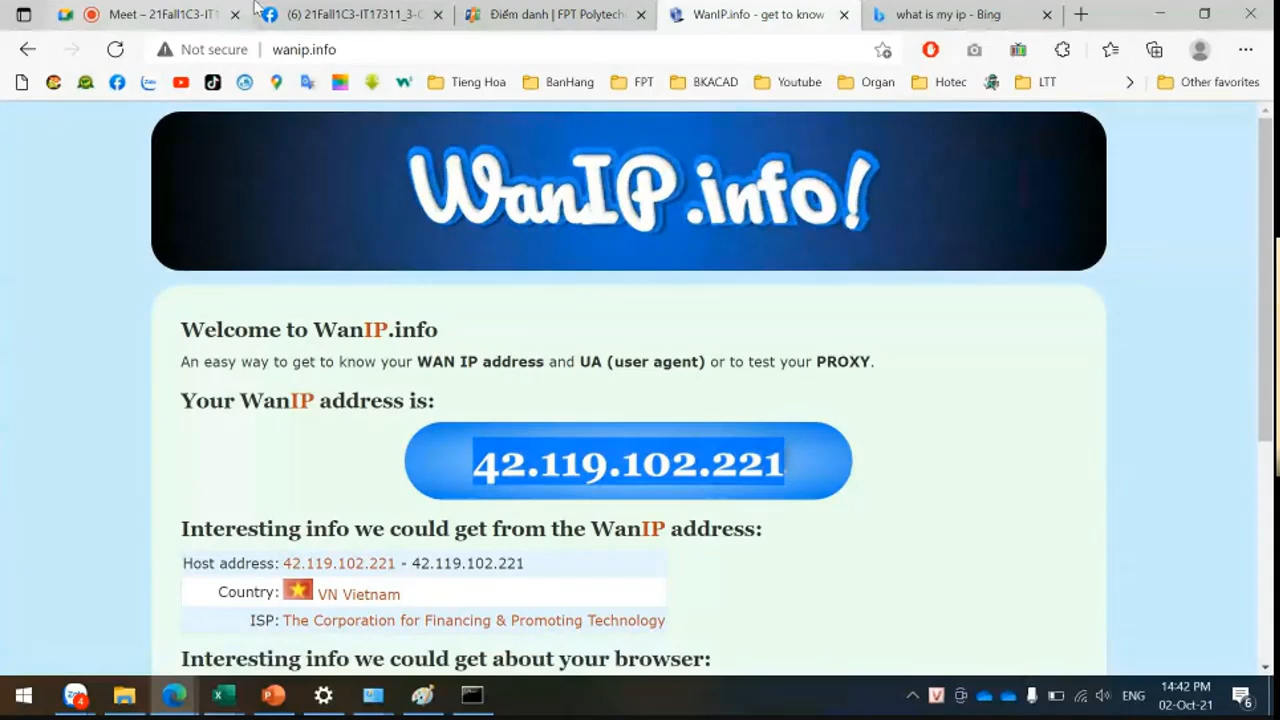 Meet – 21Fall1C3-IT1
(6) 21Fall1C3-IT17311_3-C
Điểm danh | FPT Polytech
WanIP.info - get to know
what is my ip - Bing
Not secure
wanip.info
Tieng Hoa
BanHang
FPT
BKACAD
Youtube
Organ
Hotec
LTT
Other favorites
WanIP.info!
Welcome to WanIP.info
An easy way to get to know your WAN IP address and UA (user agent) or to test your PROXY.
Your WanIP address is:
42.119.102.221
Interesting info we could get from the WanIP address:
Host address: 42.119.102.221 - 42.119.102.221
Country: VN Vietnam
ISP: The Corporation for Financing & Promoting Technology
Interesting info we could get about your browser:
Zalo
4
ENG
14:42 PM
02-Oct-21
6